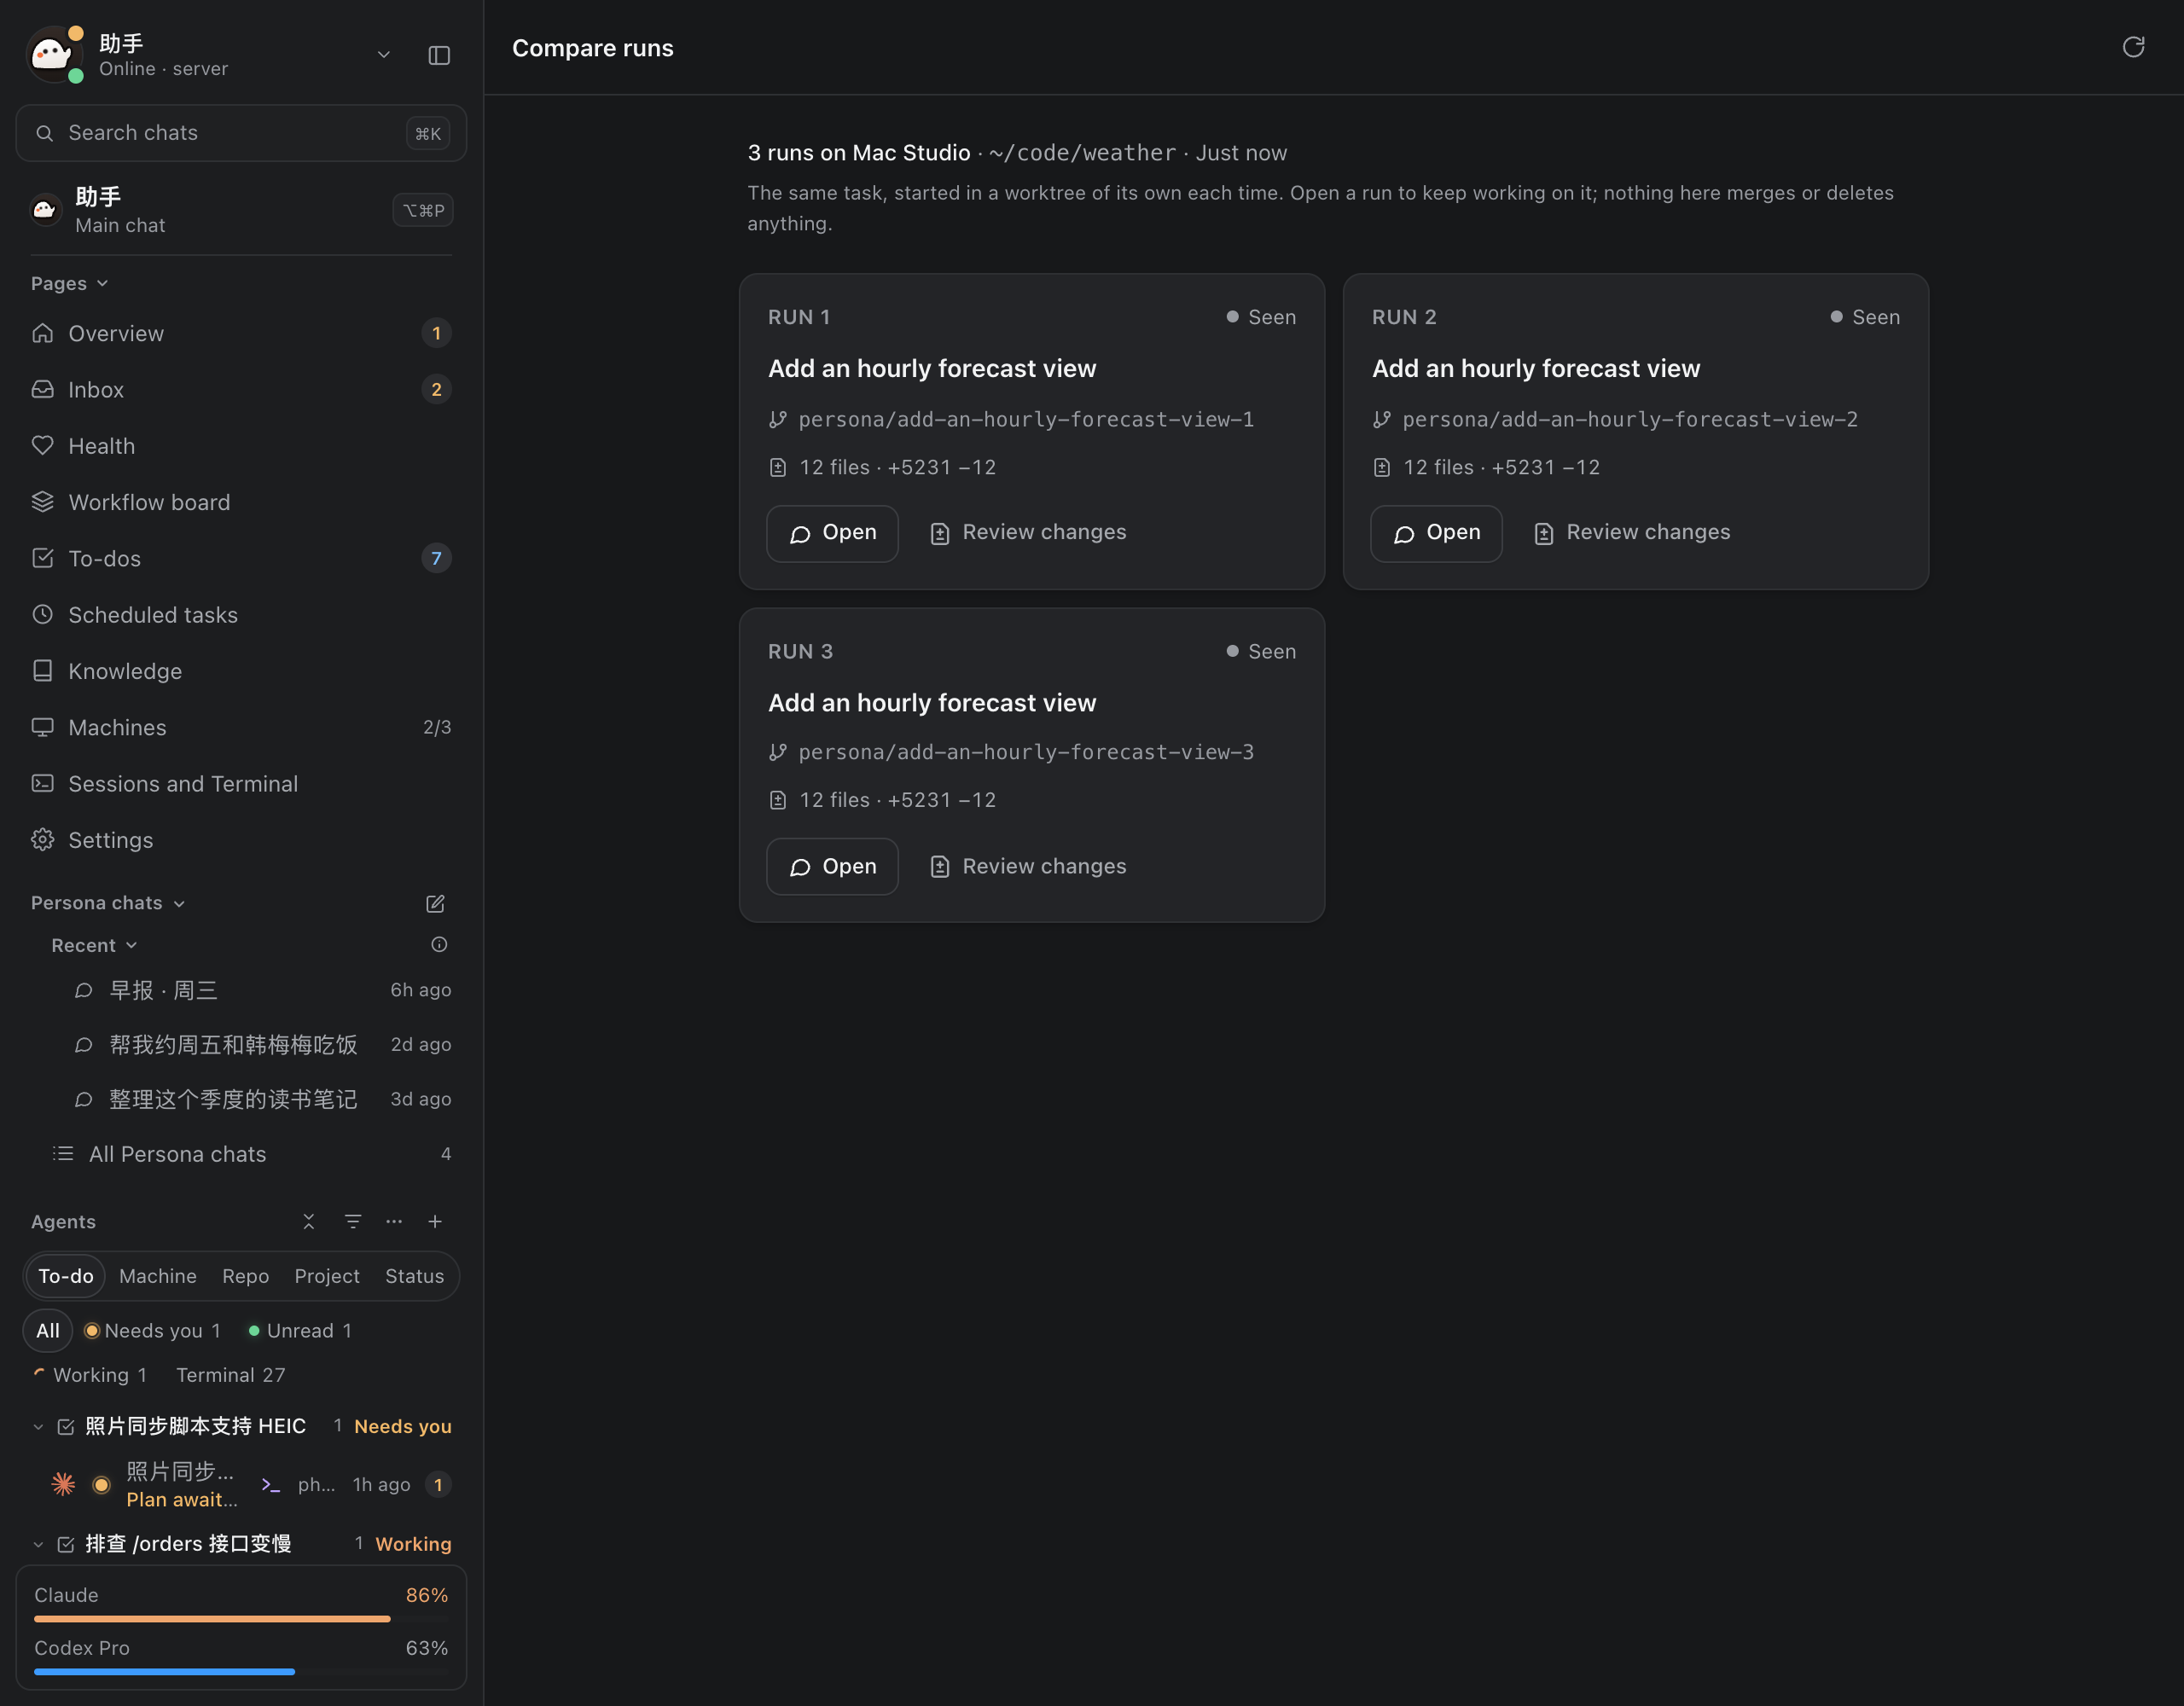 助手
Online · server
Search chats
⌘K
助手
Main chat
⌥⌘P
Pages
Overview
1
Inbox
2
Health
Workflow board
To-dos
7
Scheduled tasks
Knowledge
Machines
2/3
Sessions and Terminal
Settings
Persona chats
Recent
早报 · 周三
6h ago
帮我约周五和韩梅梅吃饭
2d ago
整理这个季度的读书笔记
3d ago
All Persona chats
4
Agents
To-do
Machine
Repo
Project
Status
All
Needs you 1
Unread 1
Working 1
Terminal 27
照片同步脚本支持 HEIC
1 Needs you
照片同步...
Plan await...
ph...
1h ago
1
排查 /orders 接口变慢
1 Working
Claude
86%
Codex Pro
63%
Compare runs
3 runs on Mac Studio · ~/code/weather · Just now
The same task, started in a worktree of its own each time. Open a run to keep working on it; nothing here merges or deletes
anything.
RUN 1
Seen
Add an hourly forecast view
persona/add-an-hourly-forecast-view-1
12 files · +5231 −12
Open
Review changes
RUN 2
Seen
Add an hourly forecast view
persona/add-an-hourly-forecast-view-2
12 files · +5231 −12
Open
Review changes
RUN 3
Seen
Add an hourly forecast view
persona/add-an-hourly-forecast-view-3
12 files · +5231 −12
Open
Review changes